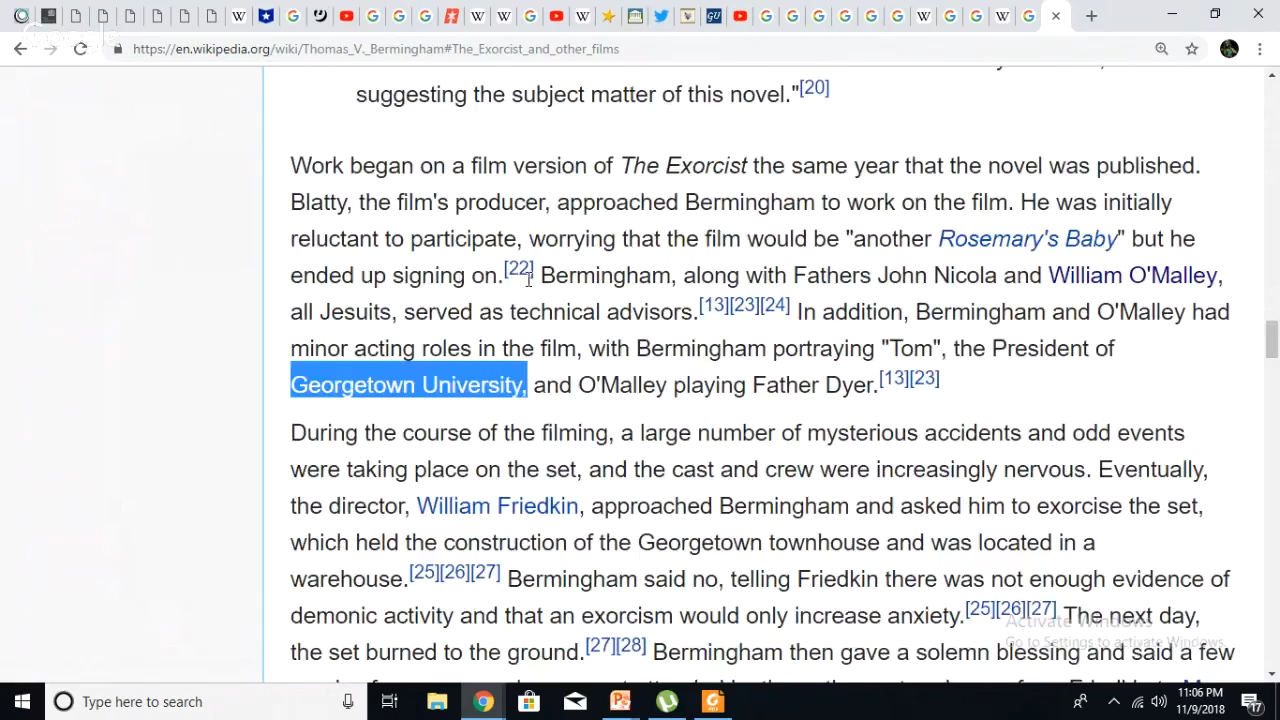 https://en.wikipedia.org/wiki/Thomas_V._Bermingham#The_Exorcist_and_other_films
suggesting the subject matter of this novel."[20]
Work began on a film version of The Exorcist the same year that the novel was published.
Blatty, the film's producer, approached Bermingham to work on the film. He was initially
reluctant to participate, worrying that the film would be "another Rosemary's Baby" but he
ended up signing on.[22] Bermingham, along with Fathers John Nicola and William O'Malley,
all Jesuits, served as technical advisors.[13][23][24] In addition, Bermingham and O'Malley had
minor acting roles in the film, with Bermingham portraying "Tom", the President of
Georgetown University, and O'Malley playing Father Dyer.[13][23]
During the course of the filming, a large number of mysterious accidents and odd events
were taking place on the set, and the cast and crew were increasingly nervous. Eventually,
the director, William Friedkin, approached Bermingham and asked him to exorcise the set,
which held the construction of the Georgetown townhouse and was located in a
warehouse.[25][26][27] Bermingham said no, telling Friedkin there was not enough evidence of
demonic activity and that an exorcism would only increase anxiety.[25][26][27] The next day,
Activate Windows
the set burned to the ground.[27][28] Bermingham then gave a solemn blessing and said a few
Go to Settings to activate Windows.
Type here to search
11:06 PM
11/9/2018
17